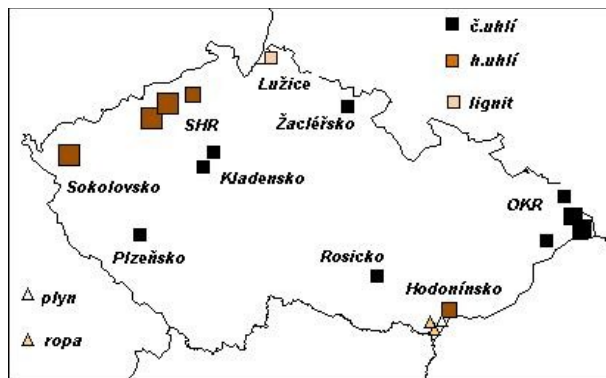 č.uhlí
h.uhlí
lignit
Lužice
Žacléřsko
SHR
Kladensko
Sokolovsko
OKR
Plzeňsko
Rosicko
Hodonínsko
plyn
ropa